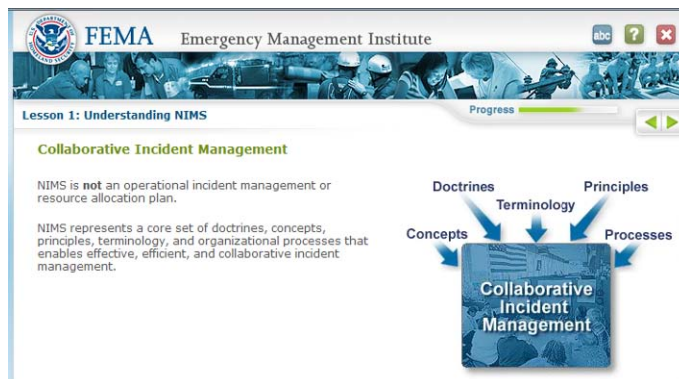 FEMA Emergency Management Institute
abc ?
Lesson 1: Understanding NIMS
Progress
Collaborative Incident Management
NIMS is not an operational incident management or
resource allocation plan.
NIMS represents a core set of doctrines, concepts,
principles, terminology, and organizational processes that
enables effective, efficient, and collaborative incident
management.
Doctrines
Principles
Terminology
Concepts
Processes
Collaborative
Incident
Management